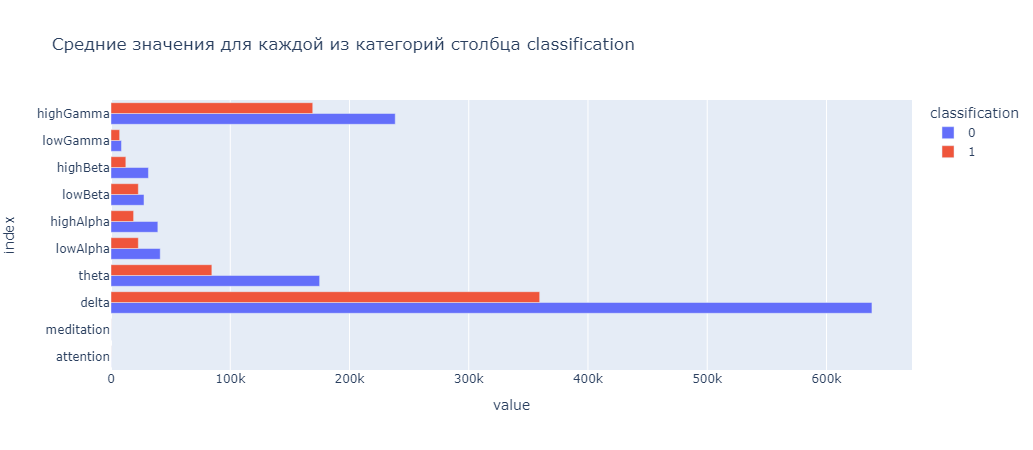 Средние значения для каждой из категорий столбца classification
highGamma
lowGamma
highBeta
lowBeta
highAlpha
lowAlpha
theta
delta
meditation
attention
index
0 100k 200k 300k 400k 500k 600k
value
classification
0
1